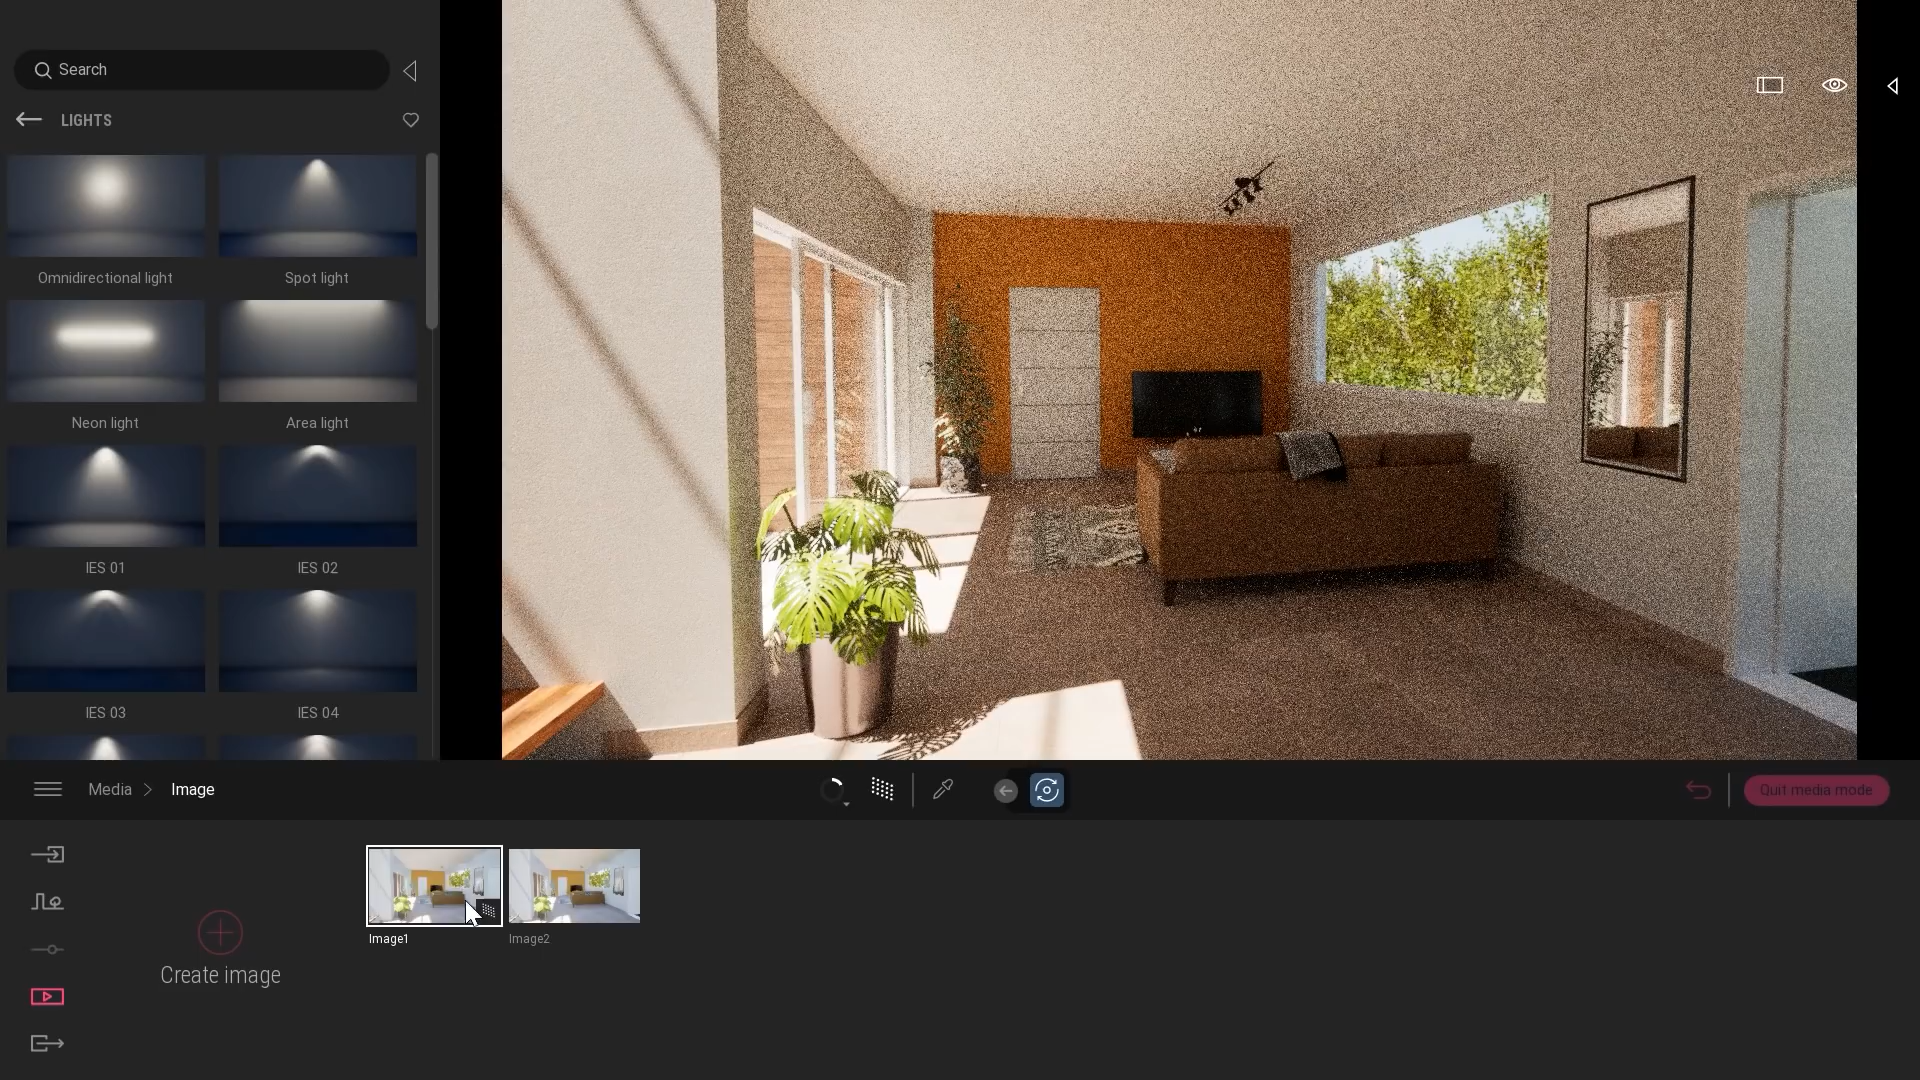 Search
LIGHTS
Omnidirectional light
Spot light
Neon light
Area light
IES 01
IES 02
IES 03
IES 04
Media
Image
Quit media mode
Create image
Image1
Image2